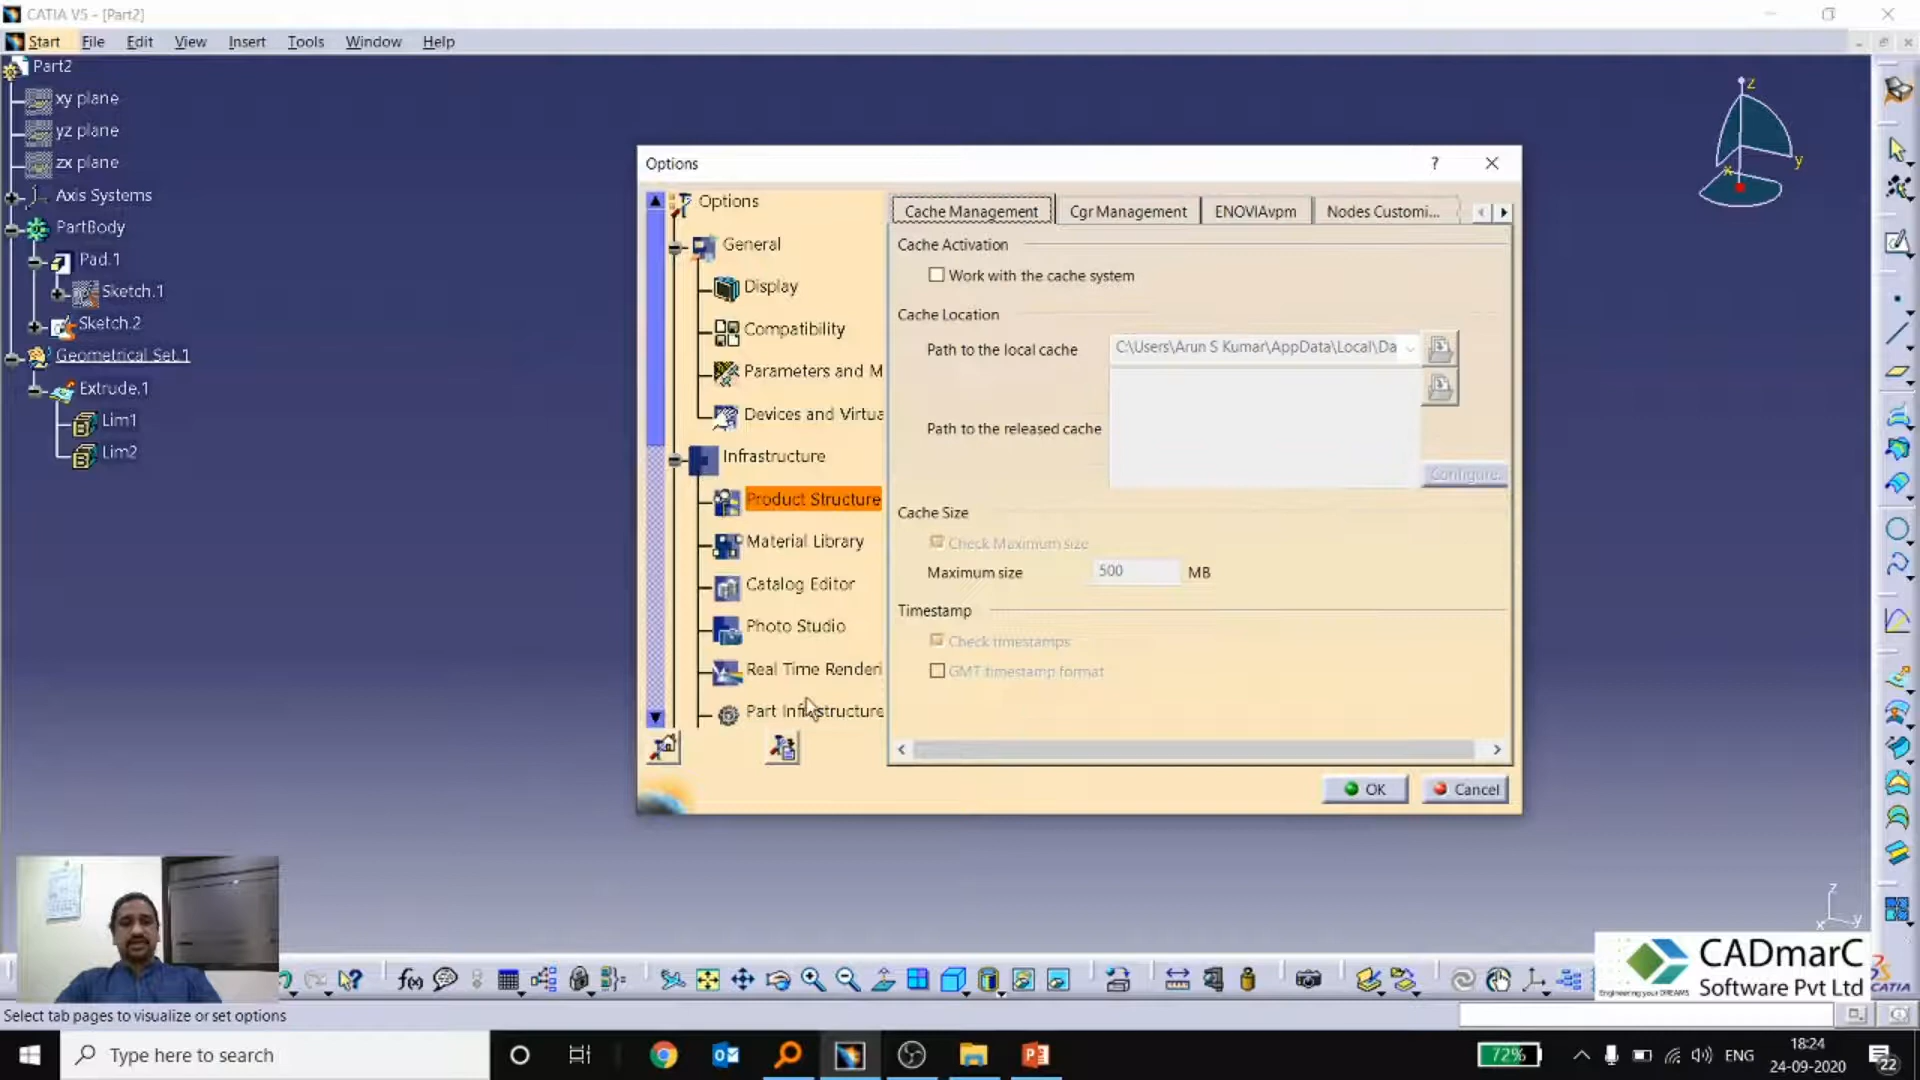 CATIA V5 - [Part2]
Start File Edit View Insert Tools Window Help
Part2
xy plane
yz plane
zx plane
Axis Systems
PartBody
Pad.1
Sketch.1
Sketch.2
Geometrical Set.1
Extrude.1
Lim1
Lim2
z
y
x
Options
?
Options
General
Display
Compatibility
Parameters and M
Devices and Virtua
Infrastructure
Product Structure
Material Library
Catalog Editor
Photo Studio
Real Time Renderi
Part Infrastructure
Cache Management
Cgr Management
ENOVIAvpm
Nodes Customi...
Cache Activation
Work with the cache system
Cache Location
Path to the local cache
C:\Users\Arun S Kumar\AppData\Local\Da
Path to the released cache
Configure.
Cache Size
Check Maximum size
Maximum size
500
MB
Timestamp
Check timestamps
GMT timestamp format
OK
Cancel
z
x
y
f(x)
CADmarC
Software Pvt Ltd
Engineering your DREAMS
CATIA
Select tab pages to visualize or set options
Type here to search
72%
ENG
18:24
24-09-2020
22